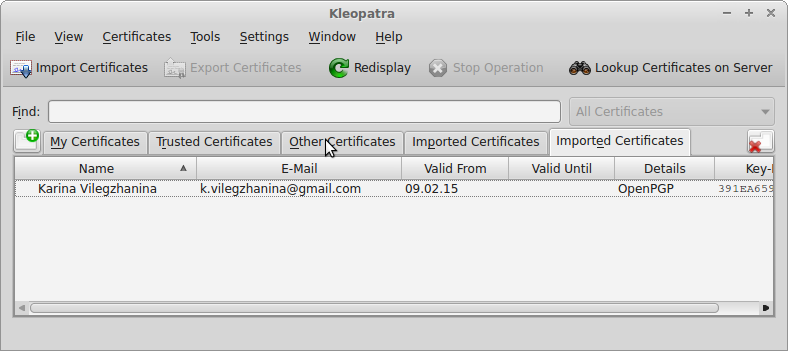 Kleopatra
File View Certificates Tools Settings Window Help
Import Certificates Export Certificates Redisplay Stop Operation Lookup Certificates on Server
Find: All Certificates
My Certificates Trusted Certificates Other Certificates Imported Certificates Imported Certificates
Name E-Mail Valid From Valid Until Details Key-
Karina Vilegzhanina k.vilegzhanina@gmail.com 09.02.15 OpenPGP 391EA659